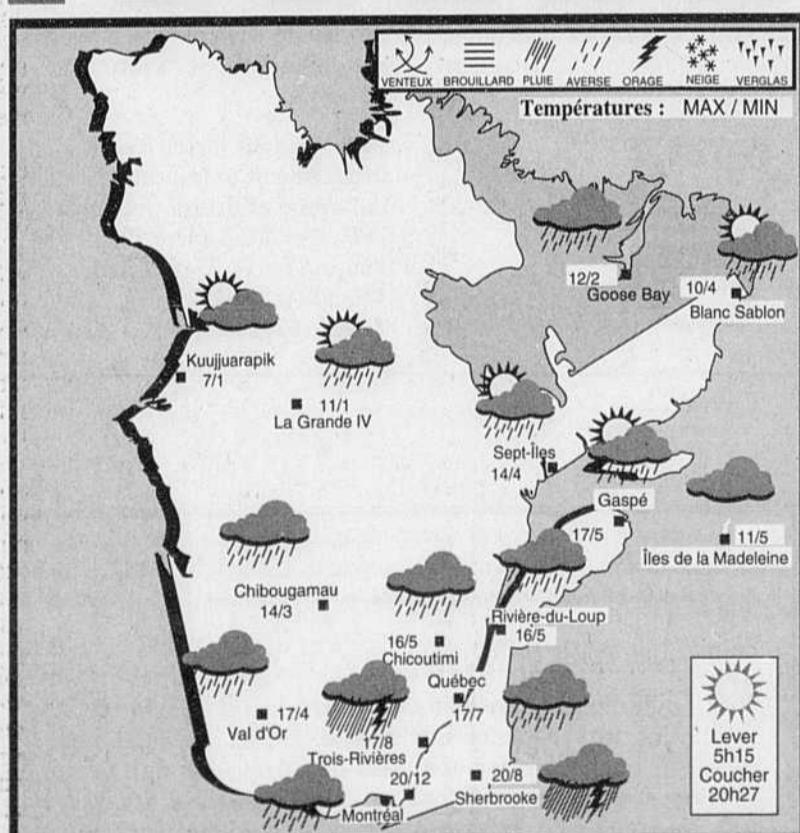 VENTEUX BROUILLARD PLUIE AVERSE ORAGE NEIGE VERGLAS
Températures : MAX / MIN
12/2
Goose Bay
10/4
Blanc Sablon
Kuujjuarapik
7/1
11/1
La Grande IV
Sept-Îles
14/4
Gaspé
17/5
11/5
Îles de la Madeleine
Chibougamau
14/3
Rivière-du-Loup
16/5
16/5
Chicoutimi
Québec
17/7
17/4
Val d'Or
17/8
Trois-Rivières
20/12
Montréal
20/8
Sherbrooke
Lever
5h15
Coucher
20h27